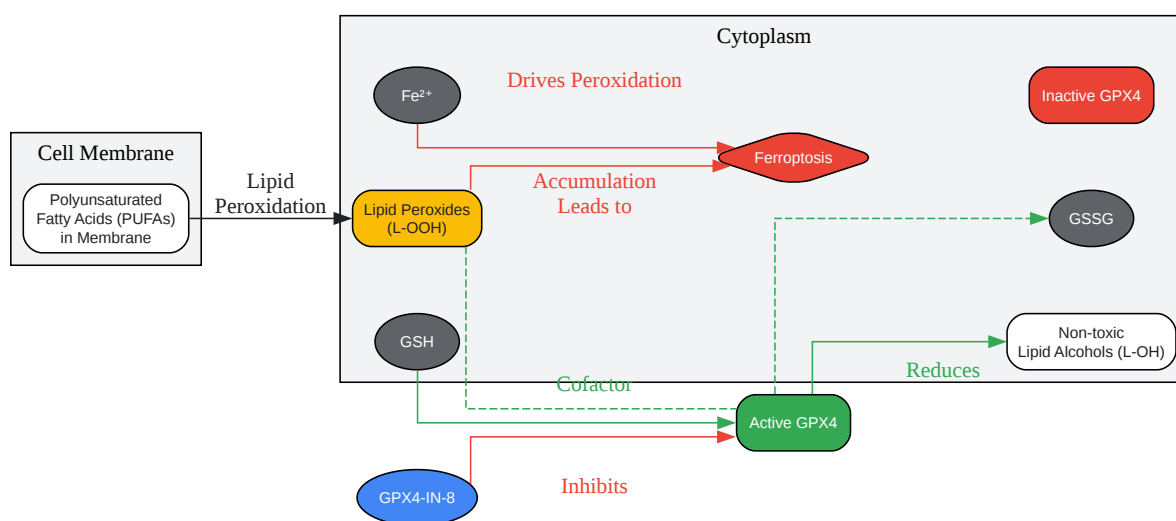 Cytoplasm
Fe²⁺
Drives Peroxidation
Inactive GPX4
Cell Membrane
Polyunsaturated
Fatty Acids (PUFAs)
in Membrane
Lipid
Peroxidation
Lipid Peroxides
(L-OOH)
Ferroptosis
Accumulation
Leads to
GSSG
GSH
Non-toxic
Lipid Alcohols (L-OH)
Cofactor
Reduces
Active GPX4
GPX4-IN-8
Inhibits